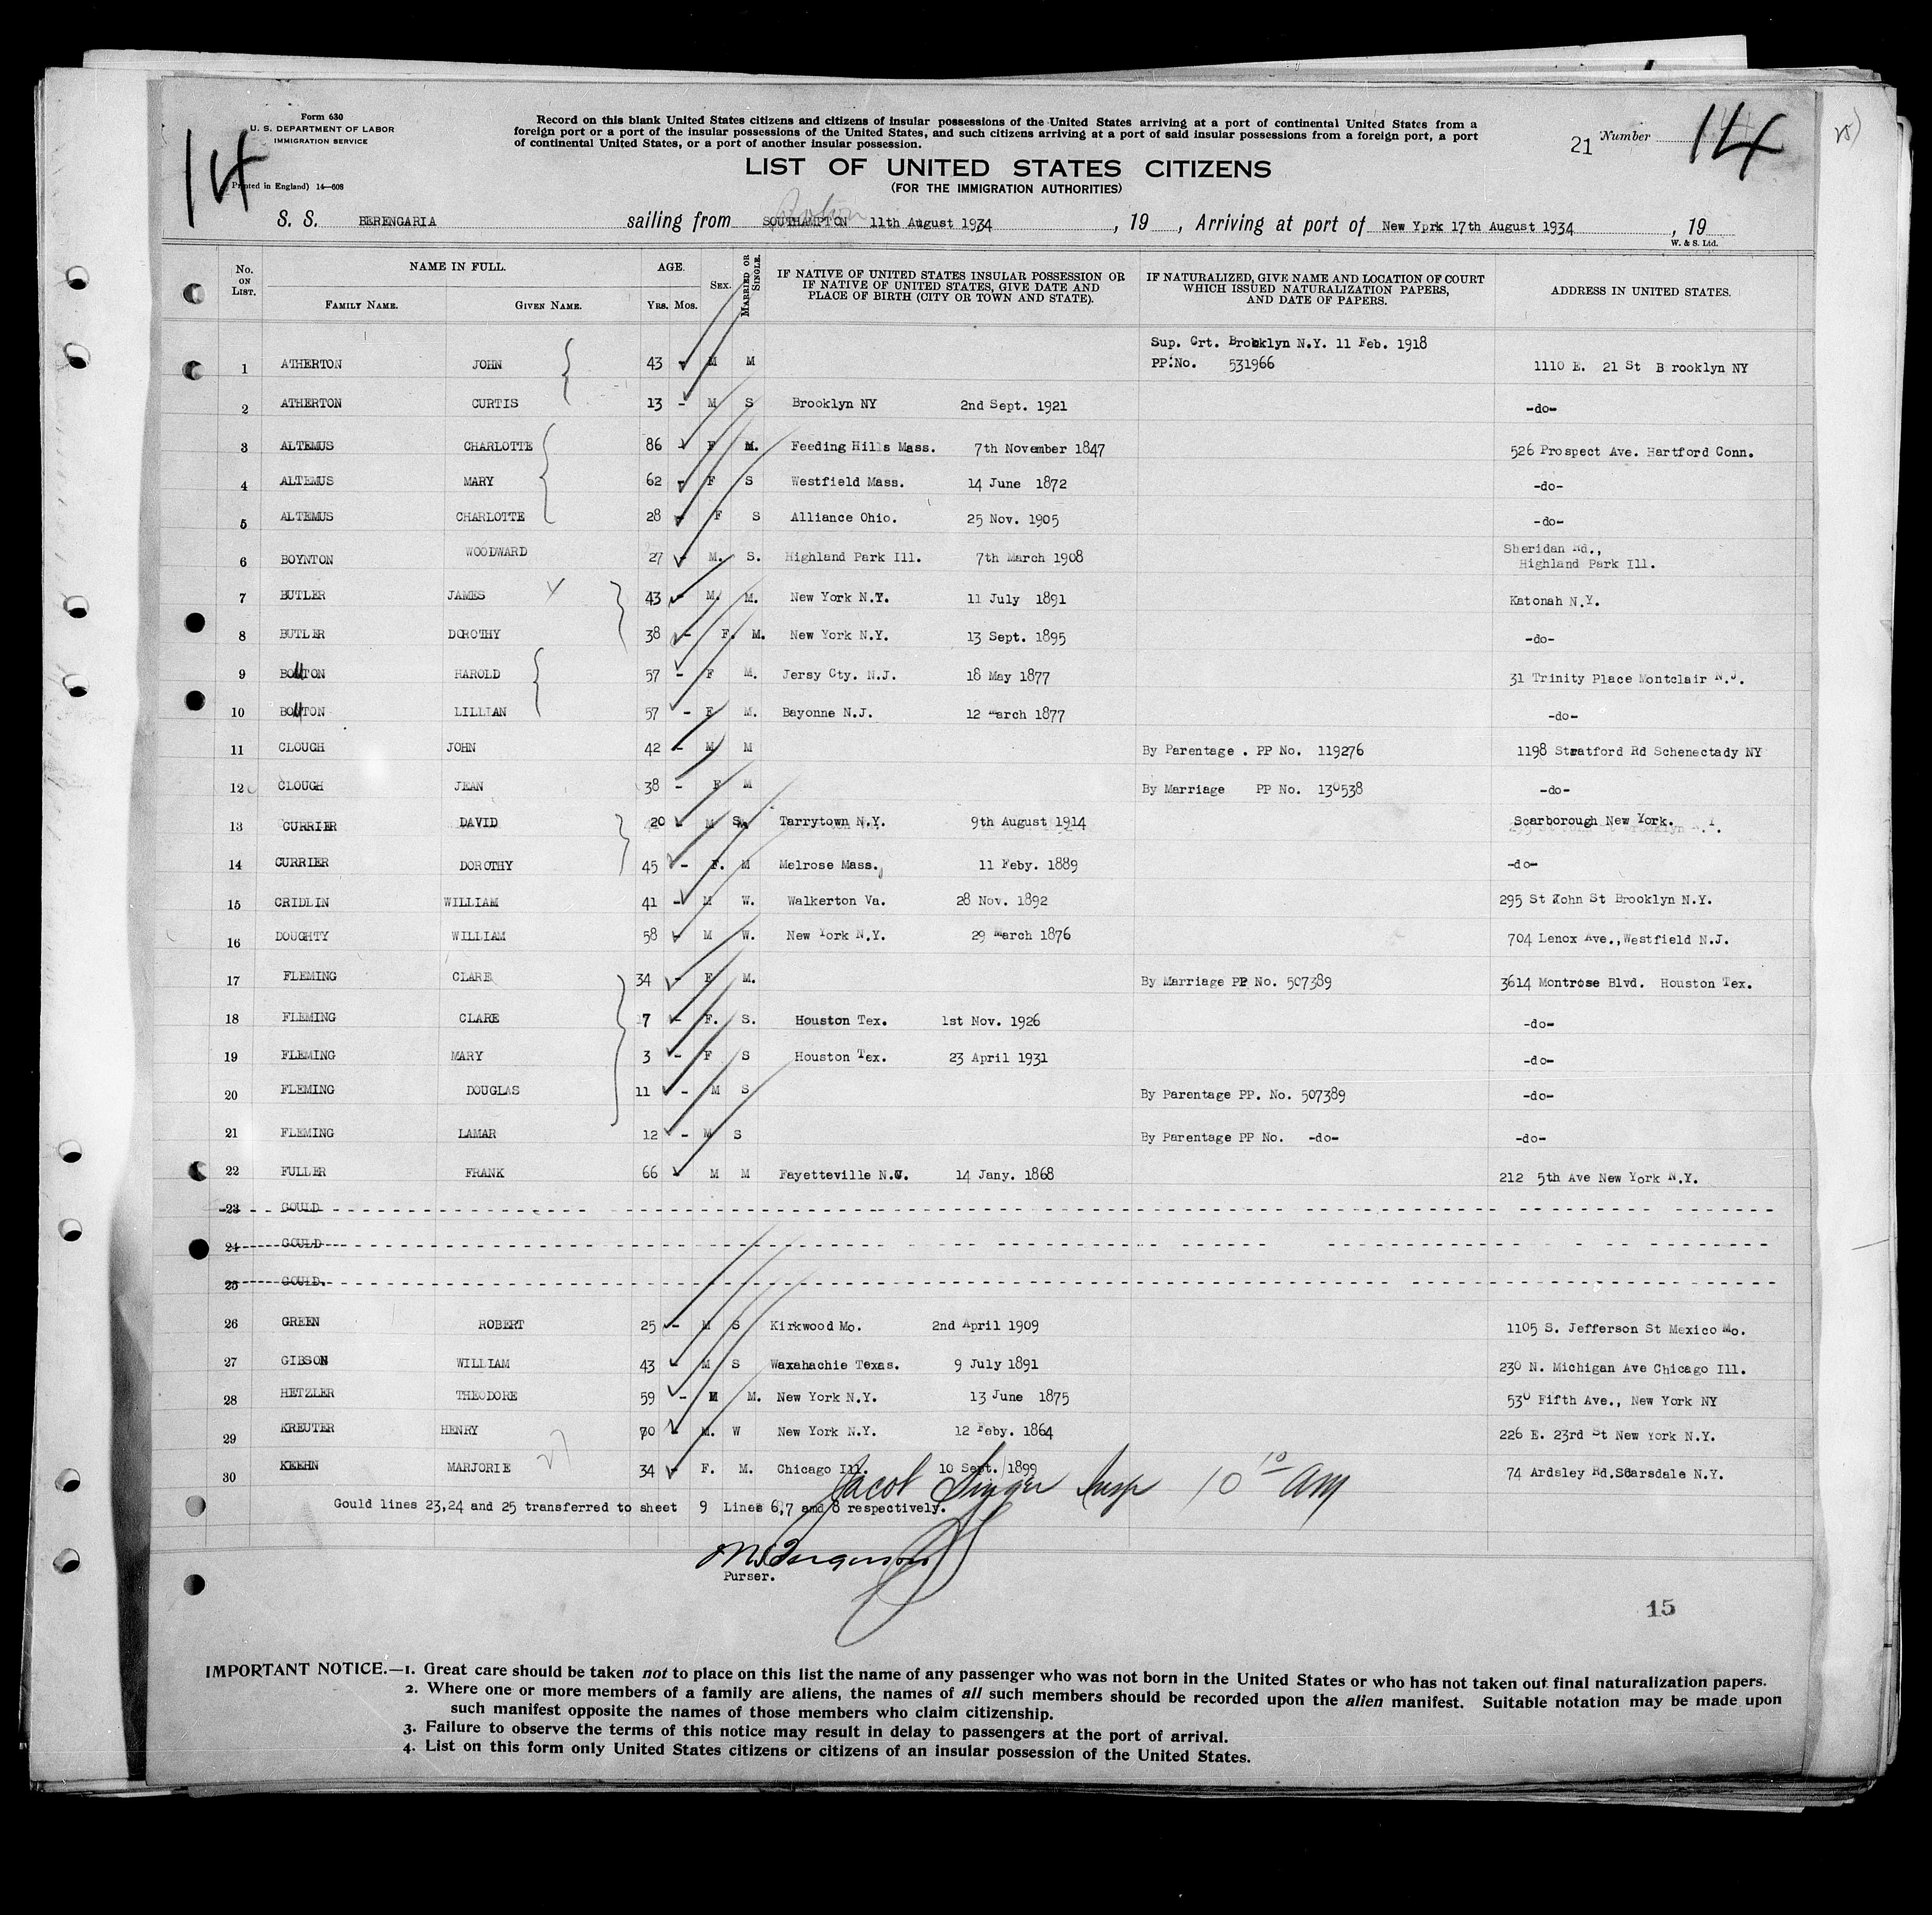 Form 630
U. S. DEPARTMENT OF LABOR
IMMIGRATION SERVICE
Record on this blank United States citizens and citizens of insular possessions of the United States arriving at a port of continental United States from a
foreign port or a port of the insular possessions of the United States, and such citizens arriving at a port of said insular possessions from a foreign port, a port
of continental United States, or a port of another insular possession.
14
21 Number 14
LIST OF UNITED STATES CITIZENS
(FOR THE IMMIGRATION AUTHORITIES)
(Printed in England) 14—608
S. S. BERENGARIA sailing from SOUTHAMPTON 11th August 1934, 19 , Arriving at port of New Yprk 17th August 1934, 19
W. & S. Ltd.
No. ON LIST. NAME IN FULL. FAMILY NAME. GIVEN NAME. AGE. YRS. MOS. SEX. MARRIED OR SINGLE. IF NATIVE OF UNITED STATES INSULAR POSSESSION OR IF NATIVE OF UNITED STATES, GIVE DATE AND PLACE OF BIRTH (CITY OR TOWN AND STATE). IF NATURALIZED, GIVE NAME AND LOCATION OF COURT WHICH ISSUED NATURALIZATION PAPERS, AND DATE OF PAPERS. ADDRESS IN UNITED STATES.
Sup. Crt. Brooklyn N.Y. 11 Feb. 1918
1 ATHERTON JOHN 43 - M M PP.No. 531966 1110 E. 21 St B rooklyn NY
2 ATHERTON CURTIS 13 - M S Brooklyn NY 2nd Sept. 1921 -do-
3 ALTEMUS CHARLOTTE 86 - F M. Feeding Hills Mass. 7th November 1847 526 Prospect Ave. Hartford Conn.
4 ALTEMUS MARY 62 - F S Westfield Mass. 14 June 1872 -do-
5 ALTEMUS CHARLOTTE 28 - F S Alliance Ohio. 25 Nov. 1905 -do-
6 BOYNTON WOODWARD 27 - M. S. Highland Park Ill. 7th March 1908 Sheridan Rd.,
Highland Park Ill.
7 BUTLER JAMES 43 - M. M. New York N.Y. 11 July 1891 Katonah N.Y.
8 BUTLER DOROTHY 38 - F. M. New York N.Y. 13 Sept. 1895 -do-
9 HAROLD 57 - F M. Jersy Cty. N.J. 18 May 1877 31 Trinity Place Montclair N.J.
10 LILLIAN 57 - F M. Bayonne N.J. 12 March 1877 -do-
11 CLOUGH JOHN 42 - M M By Parentage . PP No. 119276 1198 Stratford Rd Schenectady NY
12 CLOUGH JEAN 38 - F M By Marriage PP No. 130538 -do-
13 CURRIER DAVID 20 - M S Tarrytown N.Y. 9th August 1914 Scarborough New York.
14 CURRIER DOROTHY 45 - F. M Melrose Mass. 11 Feby. 1889 -do-
15 CRIDLIN WILLIAM 41 - M W. Walkerton Va. 28 Nov. 1892 295 St John St Brooklyn N.Y.
16 DOUGHTY WILLIAM 58 - M W. New York N.Y. 29 March 1876 704 Lenox Ave.,Westfield N.J.
17 FLEMING CLARE 34 - F M. By Marriage PP No. 507389 3614 Montrose Blvd. Houston Tex.
18 FLEMING CLARE 7 - F. S. Houston Tex. 1st Nov. 1926 -do-
19 FLEMING MARY 3 - F S Houston Tex. 23 April 1931 -do-
20 FLEMING DOUGLAS 11 - M S By Parentage PP. No. 507389 -do-
21 FLEMING LAMAR 12 - M S By Parentage PP No. -do- -do-
22 FULLER FRANK 66 - M M Fayetteville 14 Jany. 1868 212 5th Ave New York N.Y.
23 GOULD
24 GOULD
25 GOULD.
26 GREEN ROBERT 25 - M S Kirkwood Mo. 2nd April 1909 1105 S. Jefferson St Mexico Mo.
27 GIBSON WILLIAM 43 - M S Waxahachie Texas. 9 July 1891 230 N. Michigan Ave Chicago Ill.
28 HETZLER THEODORE 59 - M M. New York N.Y. 13 June 1875 530 Fifth Ave., New York NY
29 KREUTER HENRY 70 - M. W New York N.Y. 12 Feby. 1864 226 E. 23rd St New York N.Y.
30 KEEHN MARJORIE 34 - F. M. Chicago Ill. 10 Sept. 1899 74 Ardsley Rd.Scarsdale N.Y.
Jacob Singer Insp 10 10 AM
Gould lines 23,24 and 25 transferred to sheet 9 Lines 6,7 and 8 respectively.
Purser.
15
IMPORTANT NOTICE.—1. Great care should be taken not to place on this list the name of any passenger who was not born in the United States or who has not taken out final naturalization papers.
2. Where one or more members of a family are aliens, the names of all such members should be recorded upon the alien manifest. Suitable notation may be made upon
such manifest opposite the names of those members who claim citizenship.
3. Failure to observe the terms of this notice may result in delay to passengers at the port of arrival.
4. List on this form only United States citizens or citizens of an insular possession of the United States.